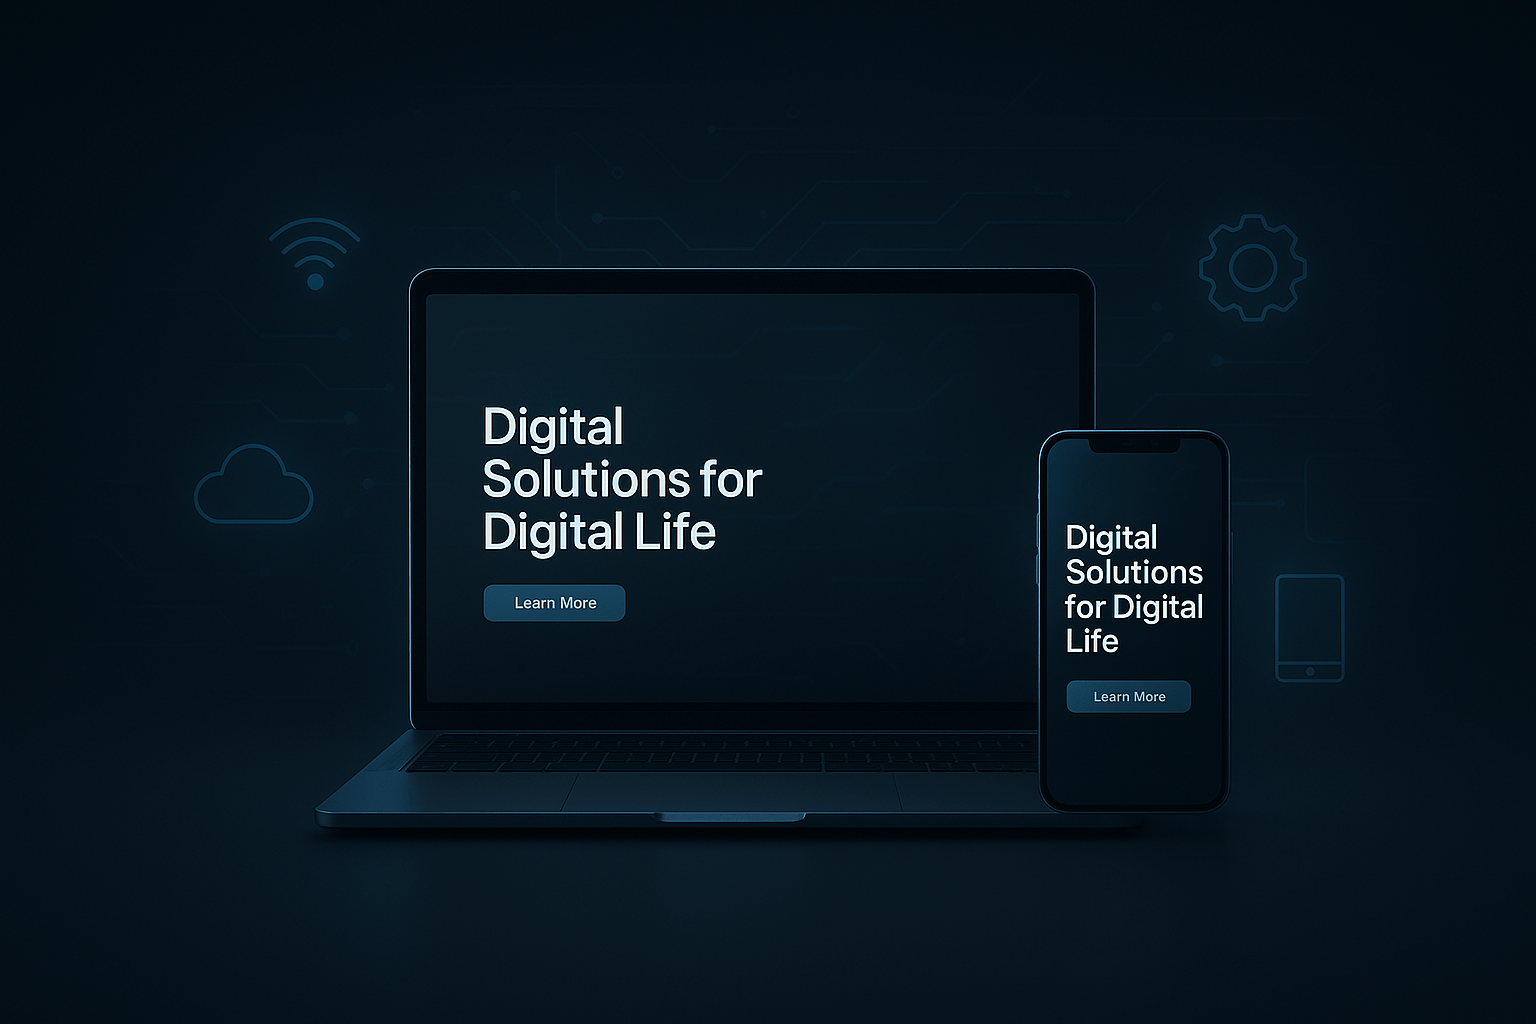 Digital
Solutions for
Digital Life
Learn More
Digital
Solutions
for Digital
Life
Learn More